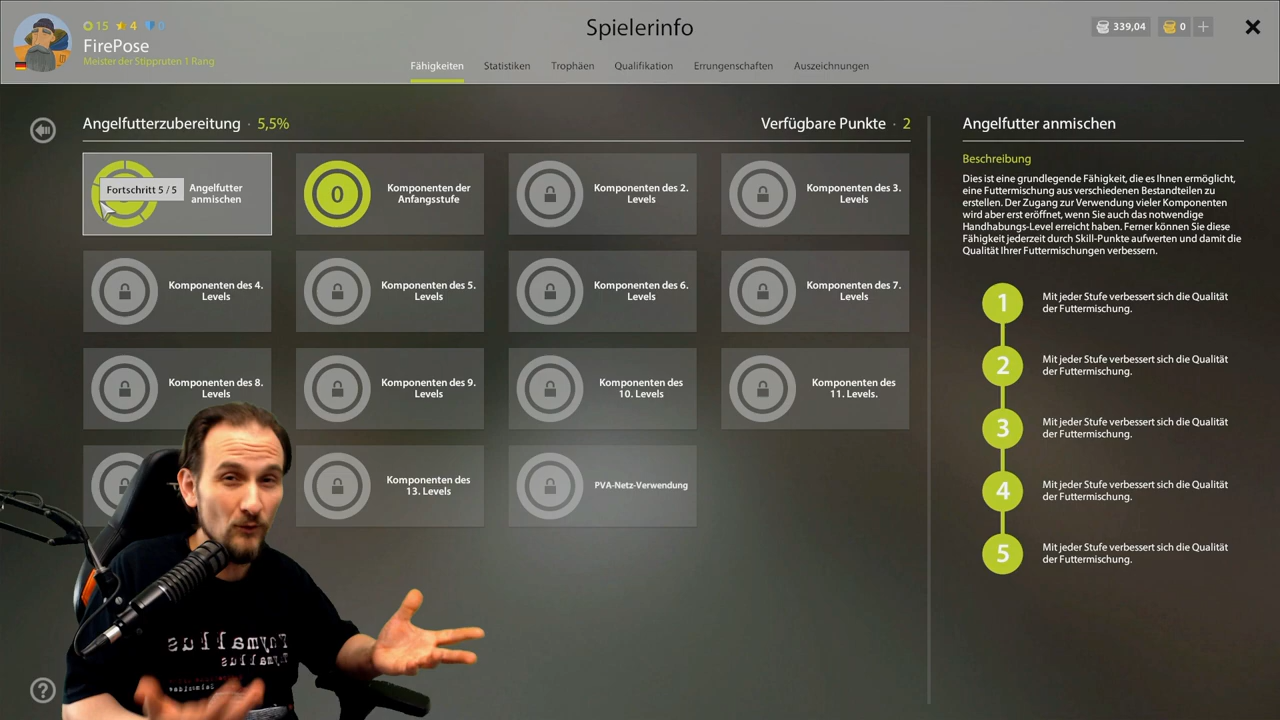 15 4 0
FirePose
Meister der Stippruten 1 Rang
Spielerinfo
339,04 0
Fähigkeiten Statistiken Trophäen Qualifikation Errungenschaften Auszeichnungen
Angelfutterzubereitung · 5,5%
Verfügbare Punkte · 2
Fortschritt 5 / 5
Angelfutter
anmischen
0
Komponenten der
Anfangsstufe
Komponenten des 2.
Levels
Komponenten des 3.
Levels
Komponenten des 4.
Levels
Komponenten des 5.
Levels
Komponenten des 6.
Levels
Komponenten des 7.
Levels
Komponenten des 8.
Levels
Komponenten des 9.
Levels
Komponenten des
10. Levels
Komponenten des
11. Levels.
Komponenten des
13. Levels
PVA-Netz-Verwendung
Angelfutter anmischen
Beschreibung
Dies ist eine grundlegende Fähigkeit, die es Ihnen ermöglicht,
eine Futtermischung aus verschiedenen Bestandteilen zu
erstellen. Der Zugang zur Verwendung vieler Komponenten
wird aber erst eröffnet, wenn Sie auch das notwendige
Handhabungs-Level erreicht haben. Ferner können Sie diese
Fähigkeit jederzeit durch Skill-Punkte aufwerten und damit die
Qualität Ihrer Futtermischungen verbessern.
1 Mit jeder Stufe verbessert sich die Qualität
der Futtermischung.
2 Mit jeder Stufe verbessert sich die Qualität
der Futtermischung.
3 Mit jeder Stufe verbessert sich die Qualität
der Futtermischung.
4 Mit jeder Stufe verbessert sich die Qualität
der Futtermischung.
5 Mit jeder Stufe verbessert sich die Qualität
der Futtermischung.
?